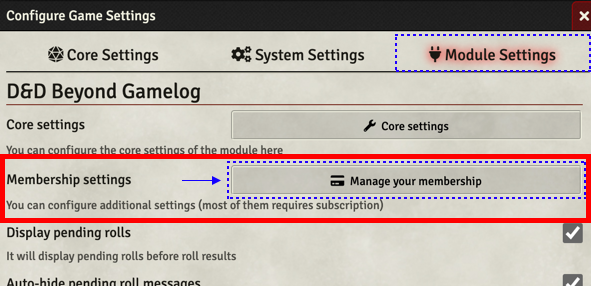 Configure Game Settings
Core Settings System Settings Module Settings
D&D Beyond Gamelog
Core settings Core settings
You can configure the core settings of the module here
Membership settings Manage your membership
You can configure additional settings (most of them requires subscription)
Display pending rolls
It will display pending rolls before roll results
Auto-hide pending roll messages